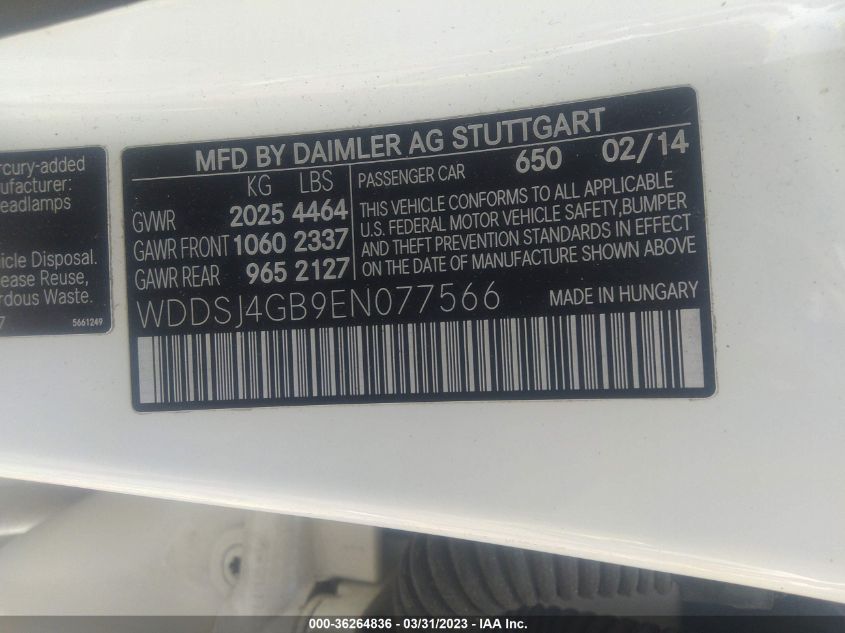 rcury-added
nufacturer:
eadlamps
icle Disposal.
ease Reuse,
rdous Waste.
7
5661249
MFD BY DAIMLER AG STUTTGART
KG LBS
GVWR 2025 4464
GAWR FRONT 1060 2337
GAWR REAR 965 2127
PASSENGER CAR 650 02/14
THIS VEHICLE CONFORMS TO ALL APPLICABLE
U.S. FEDERAL MOTOR VEHICLE SAFETY,BUMPER
AND THEFT PREVENTION STANDARDS IN EFFECT
ON THE DATE OF MANUFACTURE SHOWN ABOVE
WDDSJ4GB9EN077566
MADE IN HUNGARY
000-36264836 - 03/31/2023 - IAA Inc.